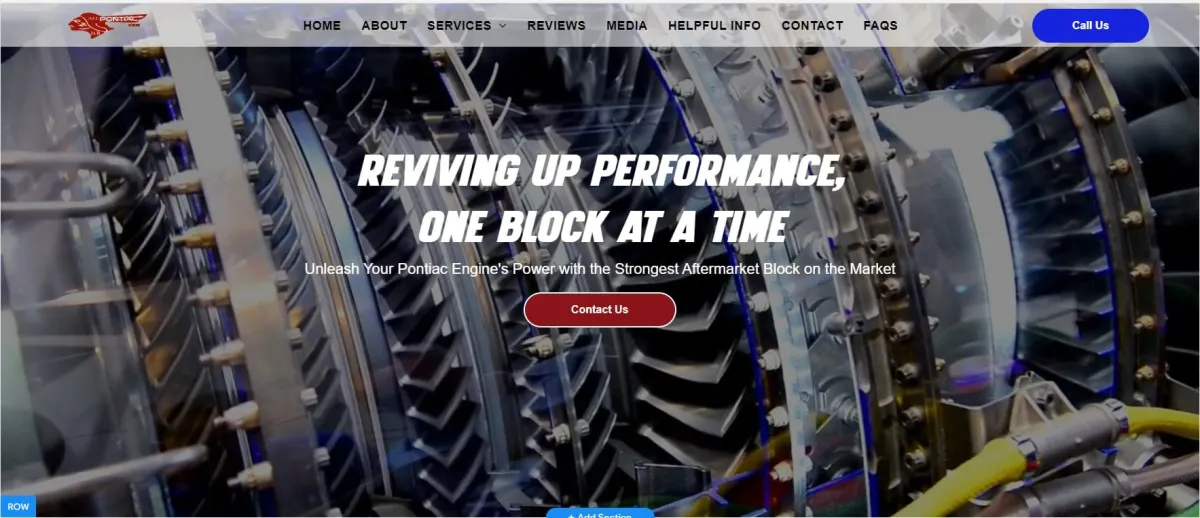 PONTIAC
HOME
ABOUT
SERVICES
REVIEWS
MEDIA
HELPFUL INFO
CONTACT
FAQS
Call Us
REVIVING UP PERFORMANCE,
ONE BLOCK AT A TIME
Unleash Your Pontiac Engine's Power with the Strongest Aftermarket Block on the Market
Contact Us
ROW
+ Add Section